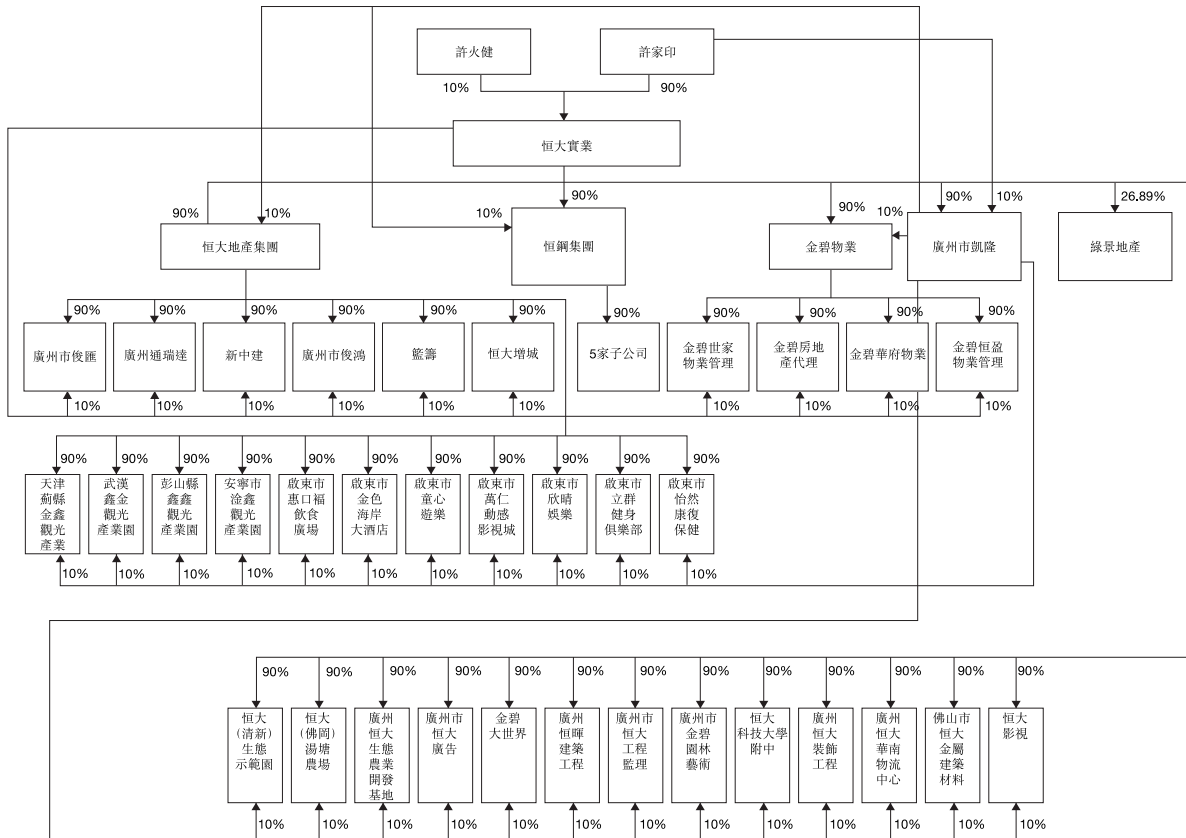 許火健
許家印
10%
90%
恒大實業
90%
90%
10%
10%
90%
90%
10%
10%
26.89%
恒大地產集團
恒鋼集團
金碧物業
廣州市凱隆
綠景地產
90%
90%
90%
90%
90%
90%
90%
90%
90%
90%
90%
廣州市俊匯
廣州通瑞達
新中建
廣州市俊鴻
籃籌
恒大增城
5家子公司
金碧世家
物業管理
金碧房地
產代理
金碧華府物業
金碧恒盈
物業管理
10%
10%
10%
10%
10%
10%
10%
10%
10%
10%
90%
90%
90%
90%
90%
90%
90%
90%
90%
90%
90%
天津
薊縣
金鑫
觀光
產業
武漢
鑫金
觀光
產業園
彭山縣
鑫鑫
觀光
產業園
安寧市
淦鑫
觀光
產業園
啟東市
惠口福
飲食
廣場
啟東市
金色
海岸
大酒店
啟東市
童心
遊樂
啟東市
萬仁
動感
影視城
啟東市
欣晴
娛樂
啟東市
立群
健身
俱樂部
啟東市
怡然
康復
保健
10%
10%
10%
10%
10%
10%
10%
10%
10%
10%
10%
90%
90%
90%
90%
90%
90%
90%
90%
90%
90%
90%
90%
90%
恒大
(清新)
生態
示範園
恒大
(佛岡)
湯塘
農場
廣州
恒大
生態
農業
開發
基地
廣州市
恒大
廣告
金碧
大世界
廣州
恒暉
建築
工程
廣州市
恒大
工程
監理
廣州市
金碧
園林
藝術
恒大
科技大學
附中
廣州
恒大
裝飾
工程
廣州
恒大
華南
物流
中心
佛山市
恒大
金屬
建築
材料
恒大
影視
10%
10%
10%
10%
10%
10%
10%
10%
10%
10%
10%
10%
10%